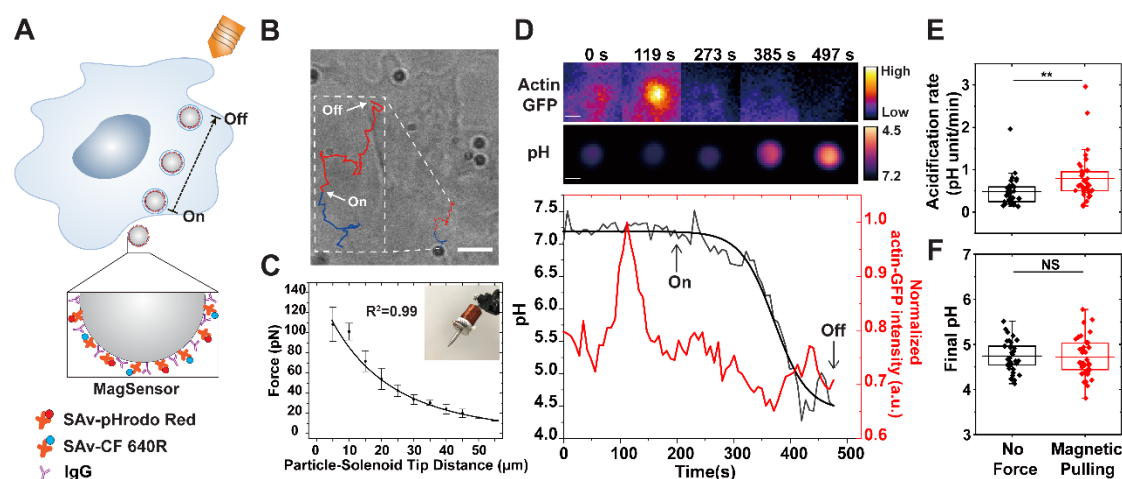 A
Off
On
MagSensor
SAv-pHrodo Red
SAv-CF 640R
IgG
B
Off
On
C
R²=0.99
Force (pN)
140
120
100
80
60
40
20
0
0 10 20 30 40 50
Particle-Solenoid Tip Distance (μm)
D
0 s 119 s 273 s 385 s 497 s
Actin
GFP
High
Low
pH
4.5
7.2
pH
7.5
7.0
6.5
6.0
5.5
5.0
4.5
4.0
On
Off
1.0
0.9
0.8
0.7
0.6
Normalized
actin-GFP intensity (a.u.)
0 100 200 300 400 500
Time(s)
E
**
Acidification rate
(pH unit/min)
3
2
1
0
F
NS
Final pH
7
6
5
4
3
No
Force
Magnetic
Pulling